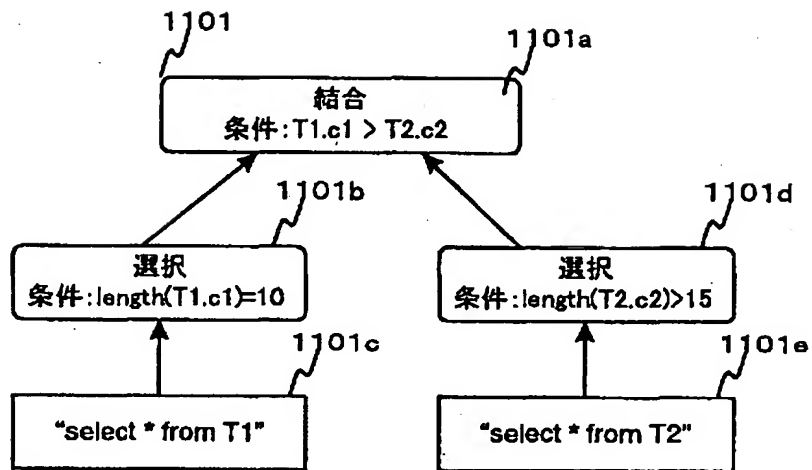 1101
1101a
結合
条件:T1.c1 > T2.c2
1101b
1101d
選択
条件:length(T1.c1)=10
選択
条件:length(T2.c2)>15
1101c
1101e
“select * from T1”
“select * from T2”